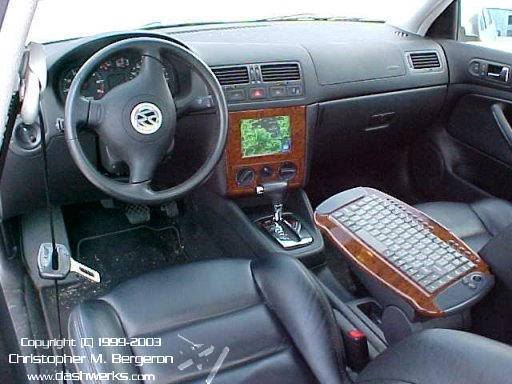 Copyright (C) 1999-2003
Christopher M. Bergeron
www.dashwerks.com